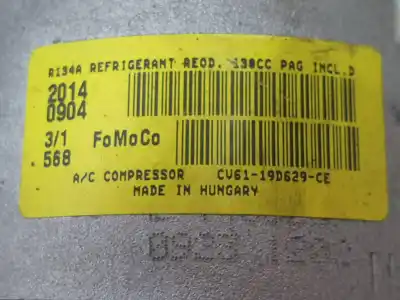 R134A REFRIGERANT REQD. 130CC PAG INCL.D
2014
0904
3/1 FoMoCo
.568
A/C COMPRESSOR CV61-19D629-CE
MADE IN HUNGARY